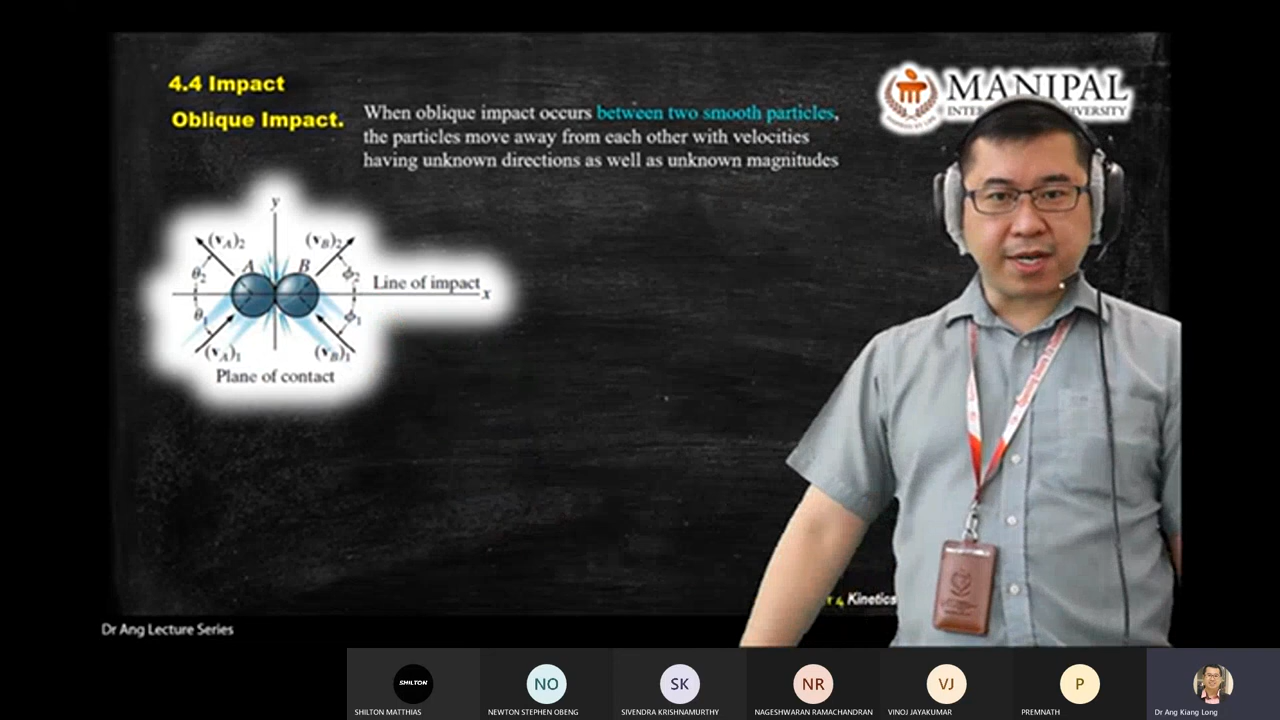 4.4 Impact
Oblique Impact.
When oblique impact occurs between two smooth particles,
the particles move away from each other with velocities
having unknown directions as well as unknown magnitudes
MANIPAL
y
(vA)2
(vB)2
θ2
A
B
ϕ2
Line of impact
x
ϕ1
(vA)1
(vB)1
Plane of contact
4 Kinetics
Dr Ang Lecture Series
SHILTON
NO
SK
NR
VJ
P
SHILTON MATTHIAS
NEWTON STEPHEN OBENG
SIVENDRA KRISHNAMURTHY
NAGESHWARAN RAMACHANDRAN
VINOJ JAYAKUMAR
PREMNATH
Dr Ang Kiang Long